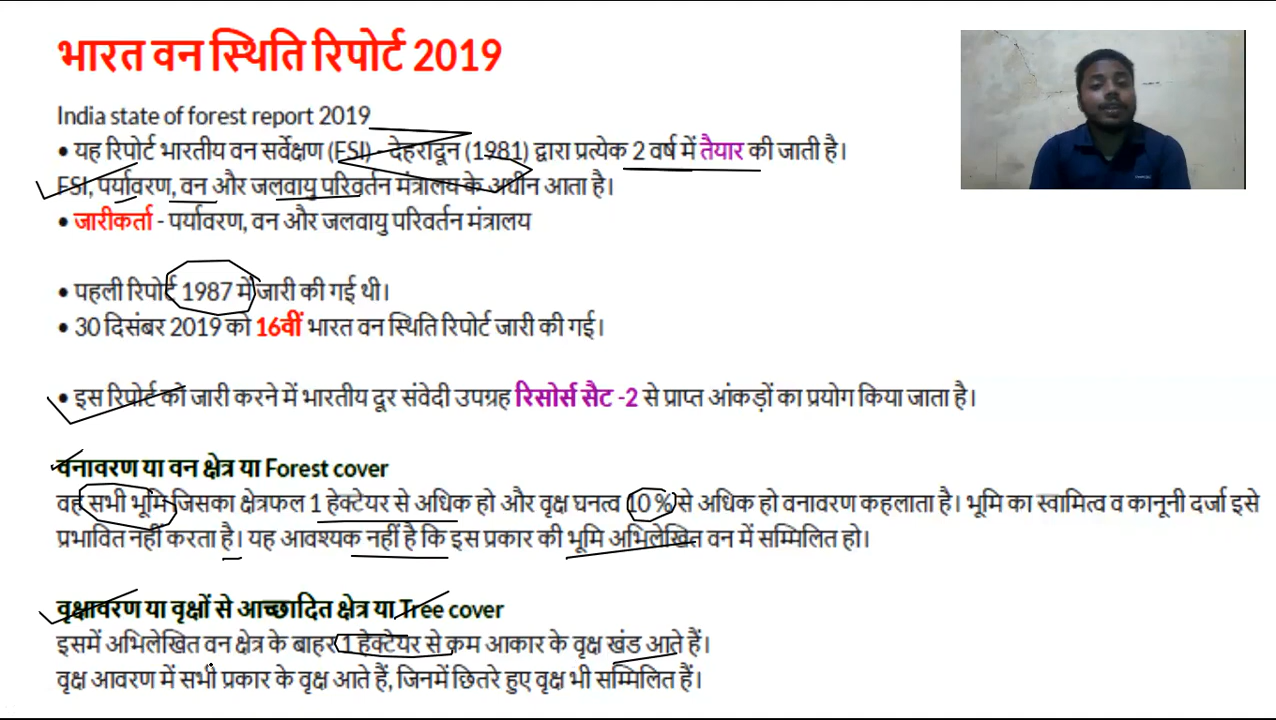 भारत वन स्थिति रिपोर्ट 2019
India state of forest report 2019
• यह रिपोर्ट भारतीय वन सर्वेक्षण (FSI) - देहरादून (1981) द्वारा प्रत्येक 2 वर्ष में तैयार की जाती है।
FSI, पर्यावरण, वन और जलवायु परिवर्तन मंत्रालय के अधीन आता है।
• जारीकर्ता - पर्यावरण, वन और जलवायु परिवर्तन मंत्रालय
• पहली रिपोर्ट 1987 में जारी की गई थी।
• 30 दिसंबर 2019 को 16वीं भारत वन स्थिति रिपोर्ट जारी की गई।
• इस रिपोर्ट को जारी करने में भारतीय दूर संवेदी उपग्रह रिसोर्स सैट -2 से प्राप्त आंकड़ों का प्रयोग किया जाता है।
वनावरण या वन क्षेत्र या Forest cover
वह सभी भूमि जिसका क्षेत्रफल 1 हेक्टेयर से अधिक हो और वृक्ष घनत्व 10 % से अधिक हो वनावरण कहलाता है। भूमि का स्वामित्व व कानूनी दर्जा इसे
प्रभावित नहीं करता है। यह आवश्यक नहीं है कि इस प्रकार की भूमि अभिलेखित वन में सम्मिलित हो।
वृक्षावरण या वृक्षों से आच्छादित क्षेत्र या Tree cover
इसमें अभिलेखित वन क्षेत्र के बाहर 1 हेक्टेयर से कम आकार के वृक्ष खंड आते हैं।
वृक्ष आवरण में सभी प्रकार के वृक्ष आते हैं, जिनमें छितरे हुए वृक्ष भी सम्मिलित हैं।